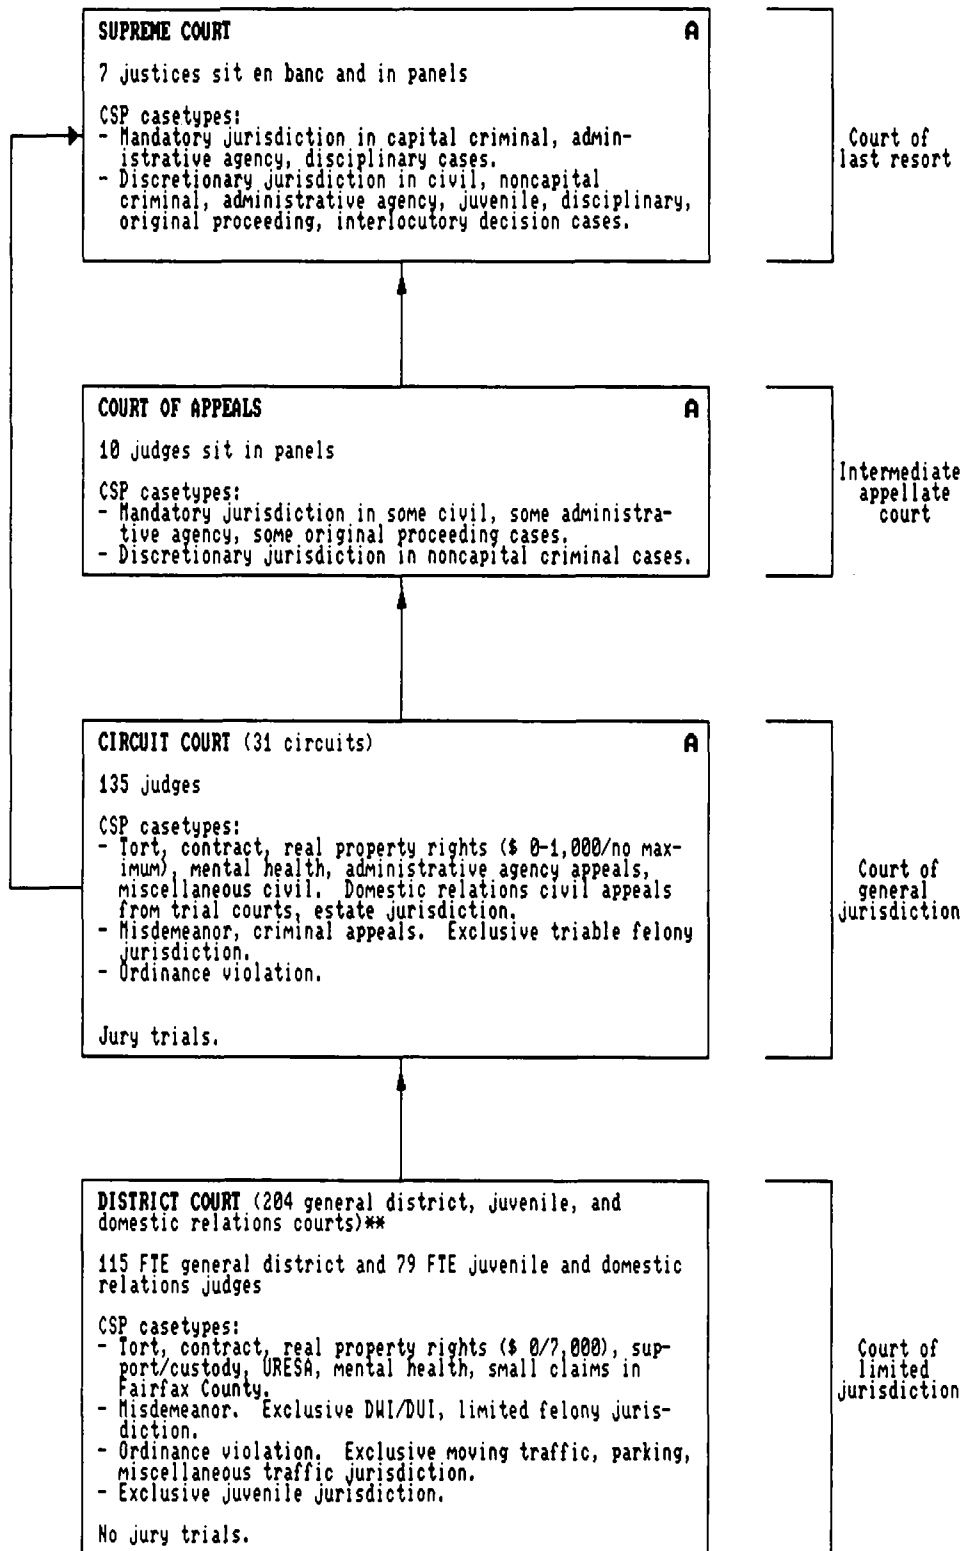 SUPREME COURT A
7 justices sit en banc and in panels
CSP casetypes:
- Mandatory jurisdiction in capital criminal, admin-
istrative agency, disciplinary cases.
- Discretionary jurisdiction in civil, noncapital
criminal, administrative agency, juvenile, disciplinary,
original proceeding, interlocutory decision cases.
Court of
last resort
COURT OF APPEALS A
10 judges sit in panels
CSP casetypes:
- Mandatory jurisdiction in some civil, some administra-
tive agency, some original proceeding cases.
- Discretionary jurisdiction in noncapital criminal cases.
Intermediate
appellate
court
CIRCUIT COURT (31 circuits) A
135 judges
CSP casetypes:
- Tort, contract, real property rights ($ 0-1,000/no max-
imum), mental health, administrative agency appeals,
miscellaneous civil. Domestic relations civil appeals
from trial courts, estate jurisdiction.
- Misdemeanor, criminal appeals. Exclusive triable felony
jurisdiction.
- Ordinance violation.
Jury trials.
Court of
general
jurisdiction
DISTRICT COURT (204 general district, juvenile, and
domestic relations courts)**
115 FTE general district and 79 FTE juvenile and domestic
relations judges
CSP casetypes:
- Tort, contract, real property rights ($ 0/7,000), sup-
port/custody, URESA, mental health, small claims in
Fairfax County.
- Misdemeanor. Exclusive DWI/DUI, limited felony juris-
diction.
- Ordinance violation. Exclusive moving traffic, parking,
miscellaneous traffic jurisdiction.
- Exclusive juvenile jurisdiction.
No jury trials.
Court of
limited
jurisdiction